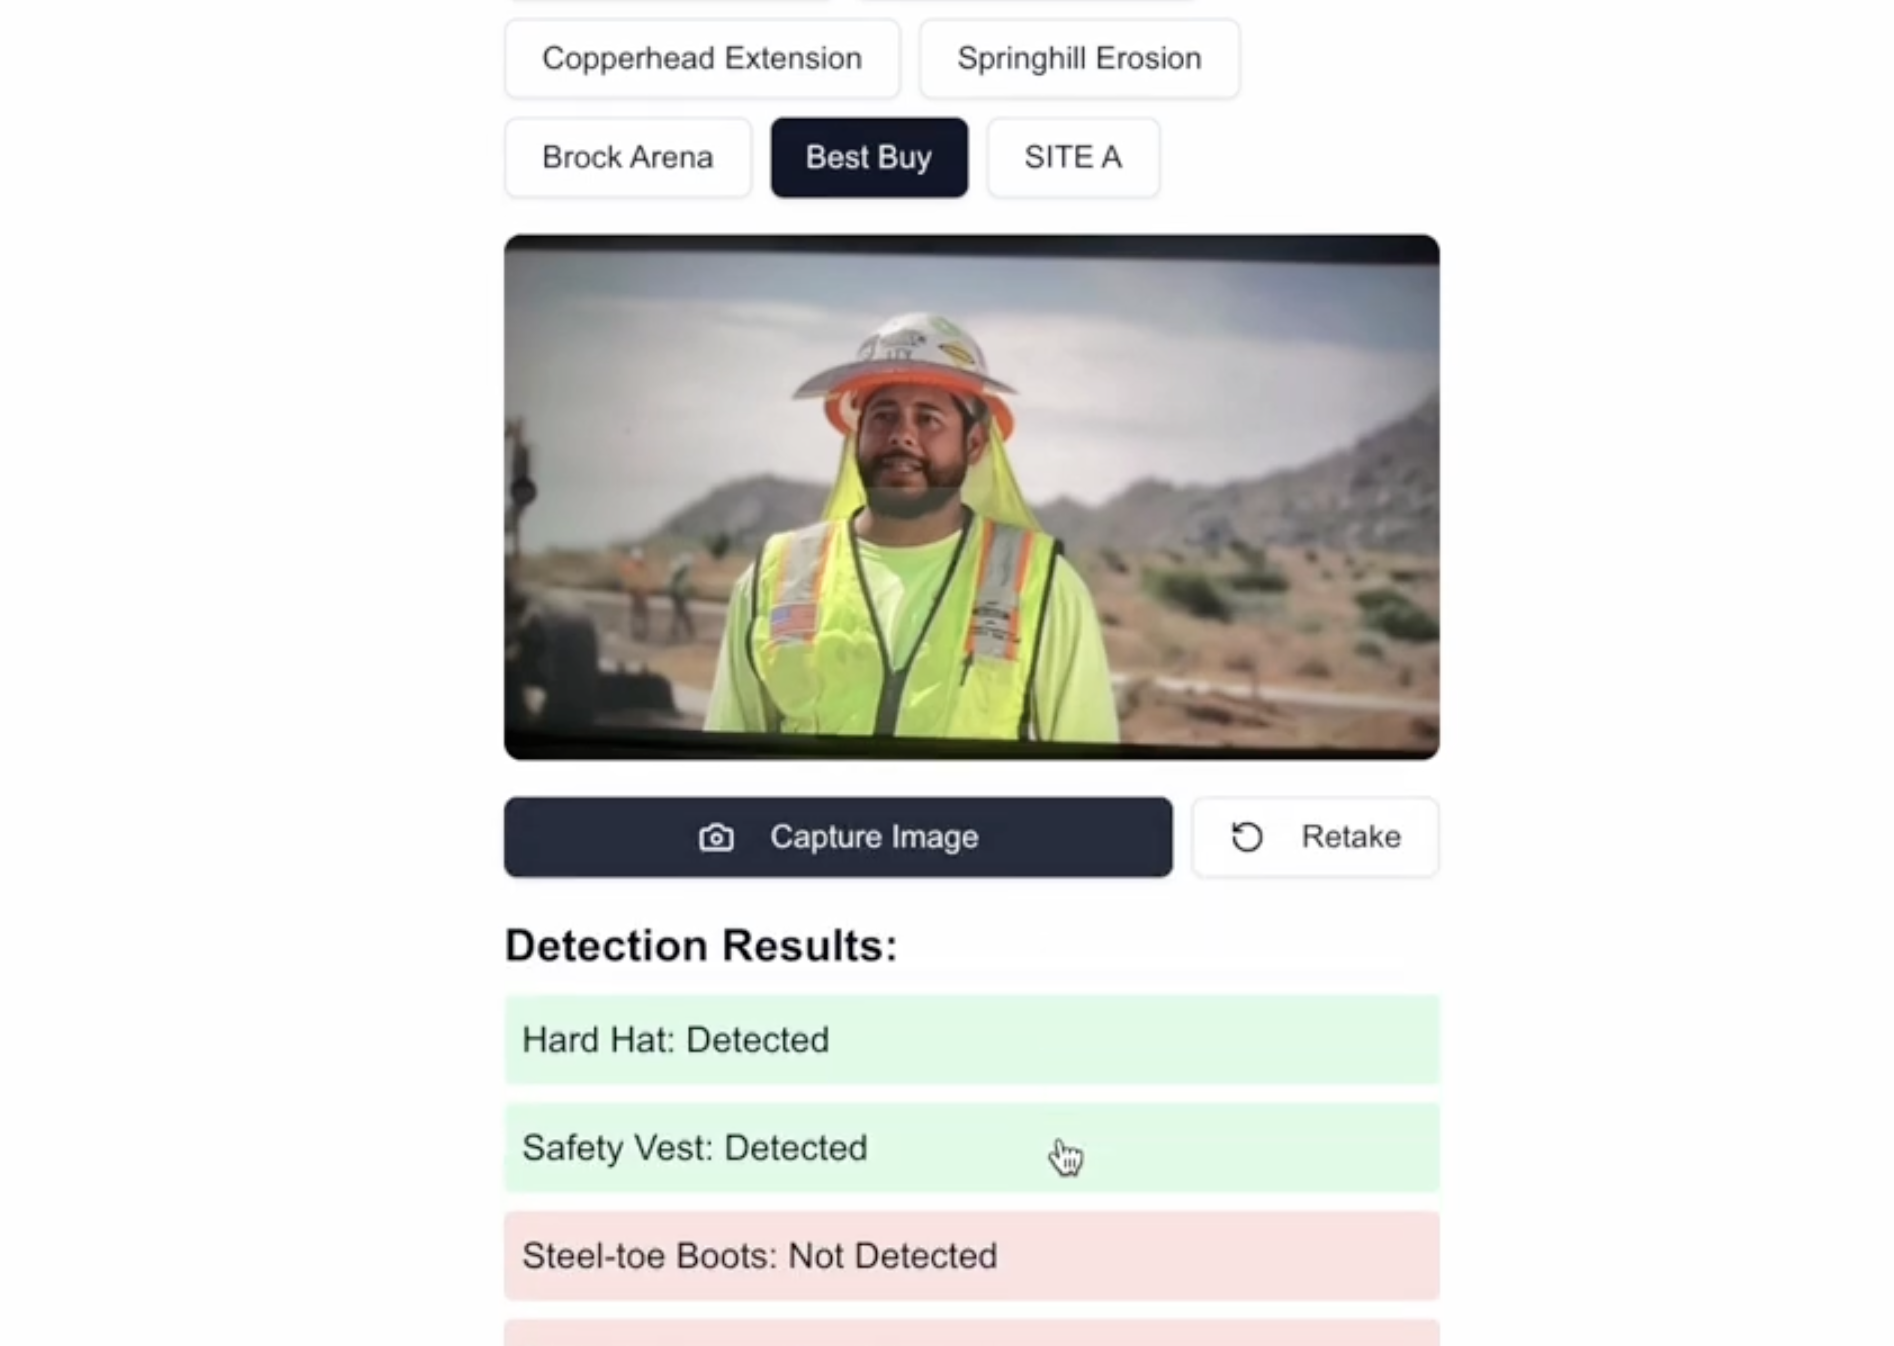 Copperhead Extension
Springhill Erosion
Brock Arena
Best Buy
SITE A
Capture Image
Retake
Detection Results:
Hard Hat: Detected
Safety Vest: Detected
Steel-toe Boots: Not Detected